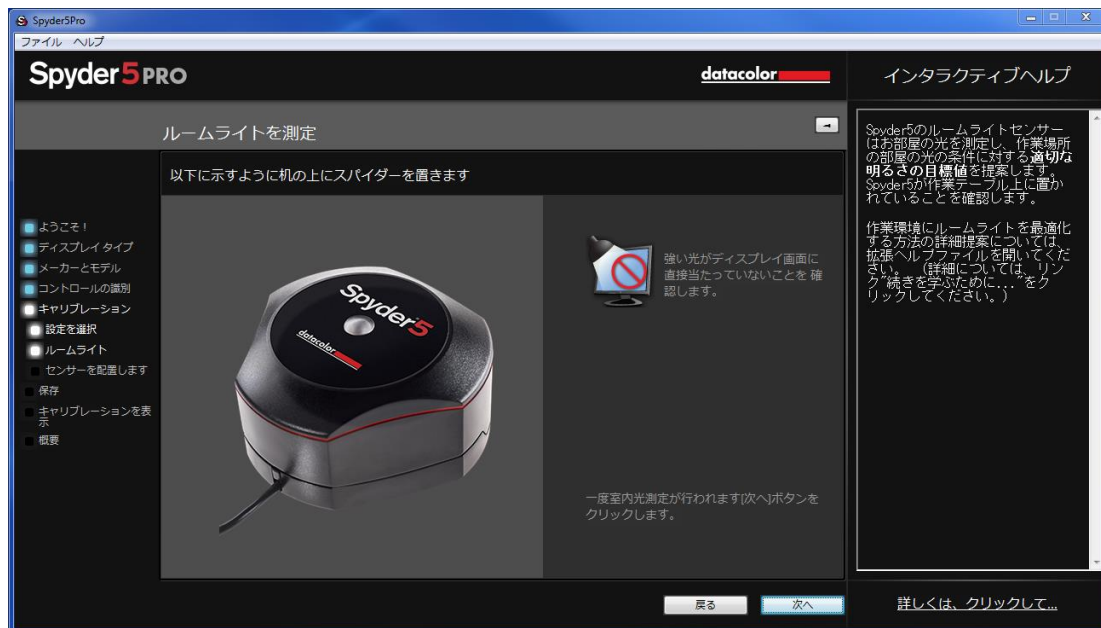 Spyder5Pro
ファイル ヘルプ
Spyder5PRO
datacolor
インタラクティブヘルプ
ルームライトを測定
以下に示すように机の上にスパイダーを置きます
ようこそ！
ディスプレイ タイプ
メーカーとモデル
コントロールの識別
キャリブレーション
設定を選択
ルームライト
センサーを配置します
保存
キャリブレーションを表
示
概要
Spyder5
datacolor
強い光がディスプレイ画面に
直接当たっていないことを 確
認します。
一度室内光測定が行われます[次へ]ボタンを
クリックします。
Spyder5のルームライトセンサー
はお部屋の光を測定し、作業場所
の部屋の光の条件に対する適切な
明るさの目標値を提案します。
Spyder5が作業テーブル上に置か
れていることを確認します。
作業環境にルームライトを最適化
する方法の詳細提案については、
拡張ヘルプファイルを開いてくだ
さい。 （詳細については、リン
ク"続きを学ぶために..."をク
リックしてください。）
戻る
次へ
詳しくは、クリックして...